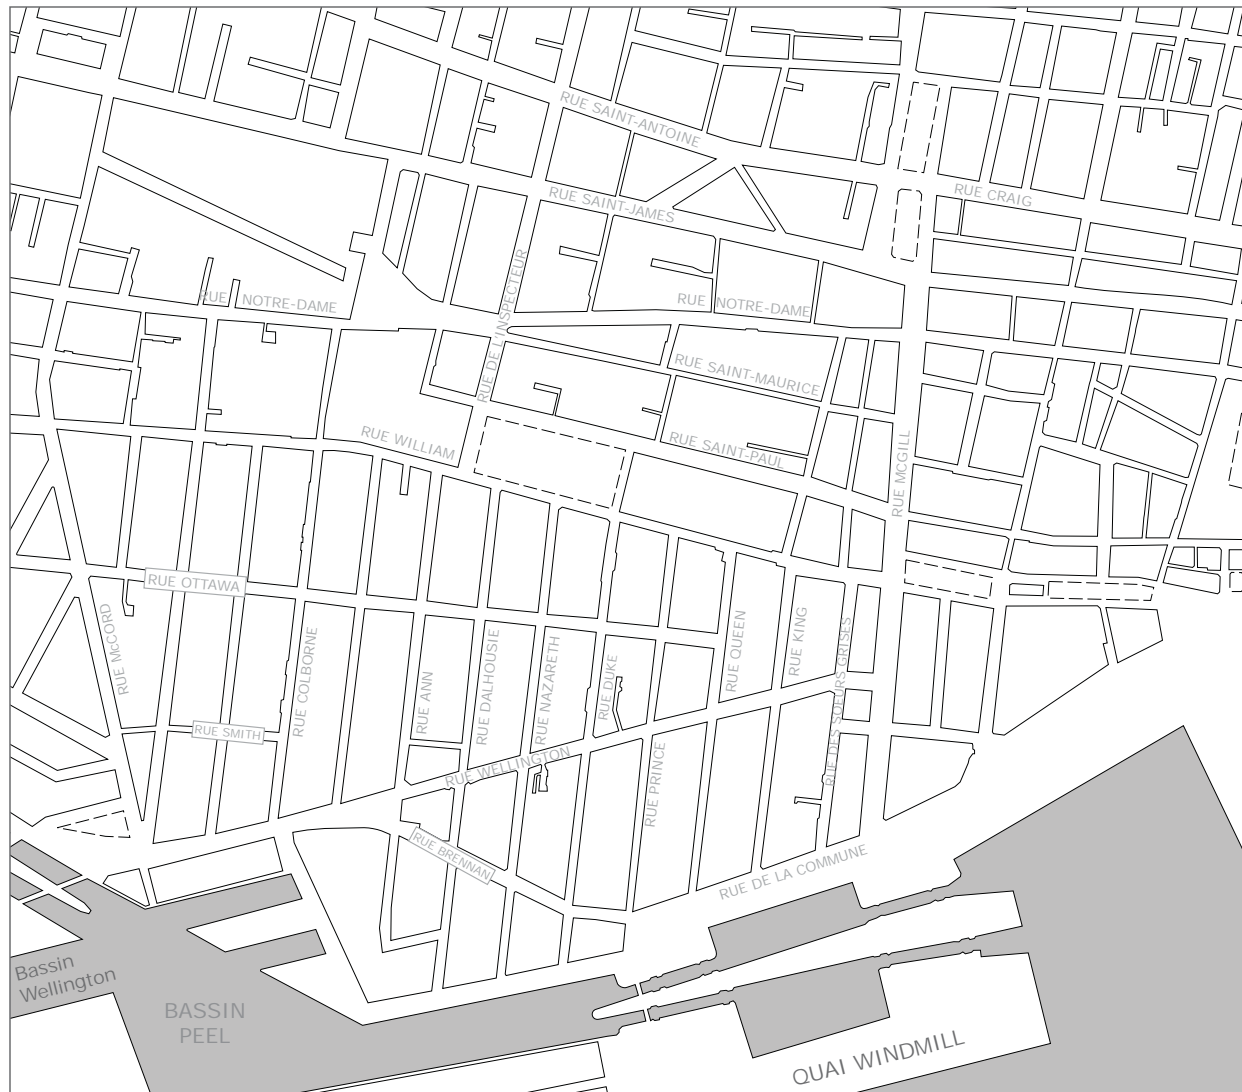 RUE SAINT-ANTOINE
RUE SAINT-JAMES
RUE CRAIG
RUE NOTRE-DAME
RUE NOTRE-DAME
RUE DE L'INSPECTEUR
RUE SAINT-MAURICE
RUE WILLIAM
RUE SAINT-PAUL
RUE MCGILL
RUE OTTAWA
RUE McCORD
RUE COLBORNE
RUE ANN
RUE DALHOUSIE
RUE NAZARETH
RUE DUKE
RUE QUEEN
RUE KING
RUE DES SOEURS GRISES
RUE SMITH
RUE WELLINGTON
RUE PRINCE
RUE BRENNAN
RUE DE LA COMMUNE
Bassin
Wellington
BASSIN
PEEL
QUAI WINDMILL